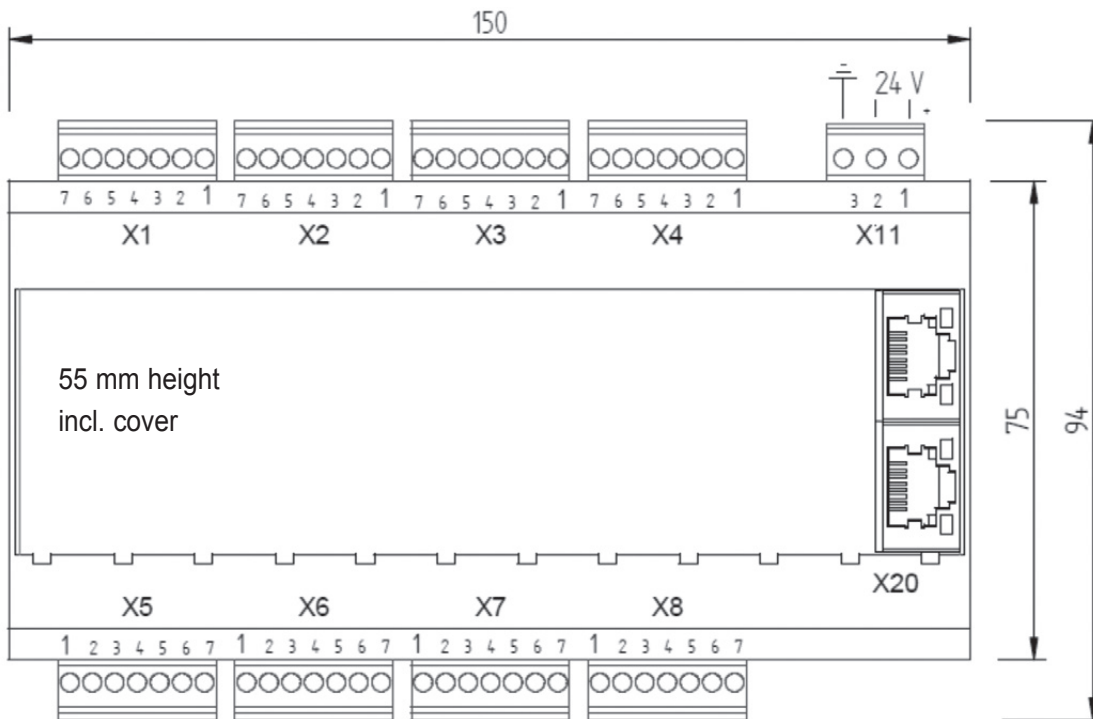 150
24 V
+
7 6 5 4 3 2 1 7 6 5 4 3 2 1 7 6 5 4 3 2 1 7 6 5 4 3 2 1 3 2 1
X1 X2 X3 X4 X11
55 mm height
incl. cover
75
94
X20
X5 X6 X7 X8
1 2 3 4 5 6 7 1 2 3 4 5 6 7 1 2 3 4 5 6 7 1 2 3 4 5 6 7